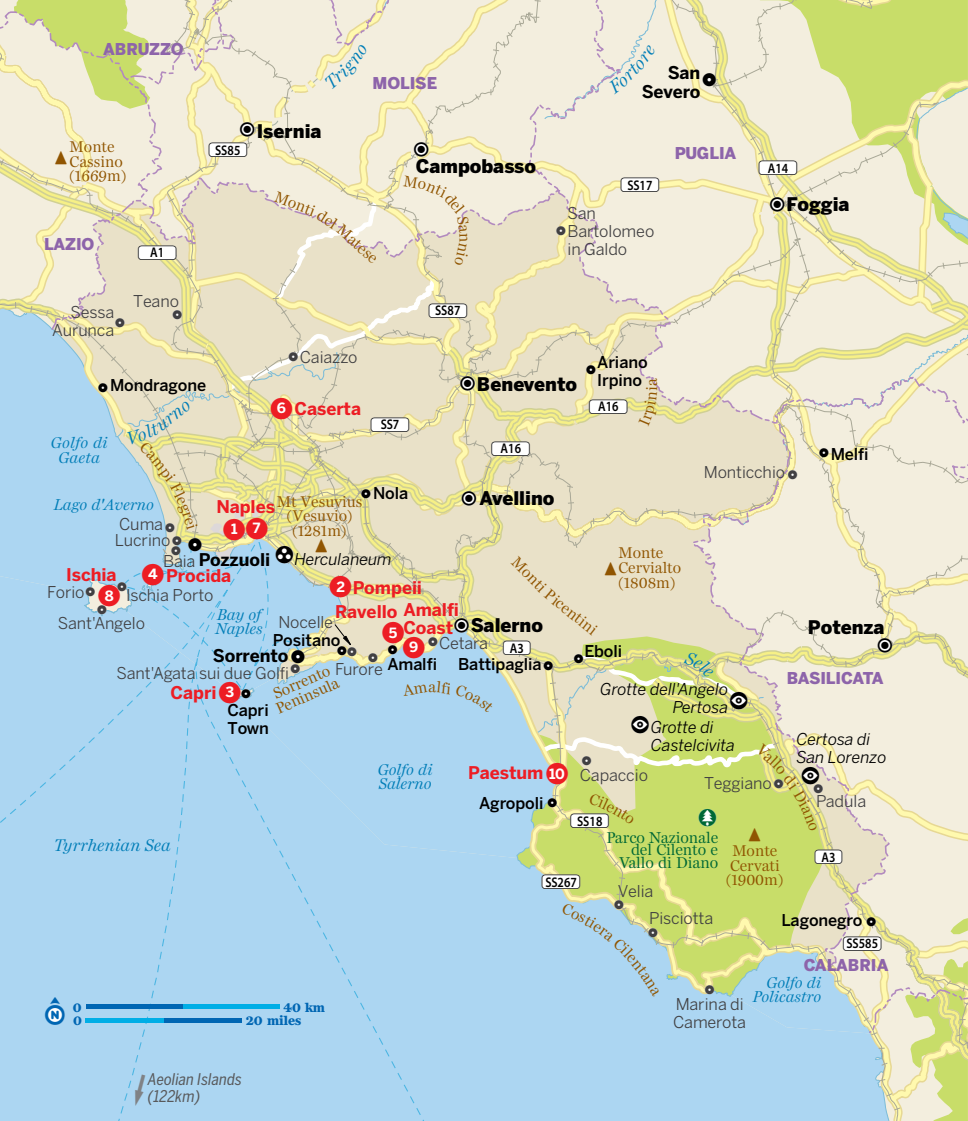 ABRUZZO
Trigno
MOLISE
Fortore
San
Severo
Isernia
SS85
Monte
Cassino
(1669m)
Campobasso
PUGLIA
A14
SS17
Monti del Matese
Monti del Sannio
Foggia
San
Bartolomeo
in Galdo
LAZIO
A1
Teano
Sessa
Aurunca
SS87
Caiazzo
Mondragone
Benevento
Ariano
Irpino
Irpinia
A16
Volturno
6
Caserta
SS7
Golfo di
Gaeta
Campi Flegrei
A16
Melfi
Monticchio
Nola
Avellino
Lago d'Averno
Naples
1
7
Mt Vesuvius
(Vesuvio)
(1281m)
Cuma
Lucrino
Baia
Pozzuoli
Herculaneum
Monte
Cervialto
(1808m)
Monti Picentini
Ischia
4
Procida
Forio
8
Ischia Porto
Sant'Angelo
2
Pompeii
Ravello
Amalfi
Coast
5
9
Bay of
Naples
Nocelle
Positano
Salerno
Cetara
A3
Potenza
Sorrento
Sant'Agata sui due Golfi
Furore
Amalfi
Battipaglia
Eboli
Sele
BASILICATA
Sorrento
Peninsula
Amalfi Coast
Capri
3
Capri
Town
Grotte dell'Angelo
Pertosa
Grotte di
Castelcivita
Certosa di
San Lorenzo
Golfo di
Salerno
Paestum
10
Capaccio
Teggiano
Vallo di Diano
Padula
Agropoli
Cilento
SS18
Parco Nazionale
del Cilento e
Vallo di Diano
Monte
Cervati
(1900m)
Tyrrhenian Sea
A3
SS267
Velia
Costiera Cilentana
Pisciotta
Lagonegro
SS585
CALABRIA
Golfo di
Policastro
Marina di
Camerota
N
0
40 km
0
20 miles
Aeolian Islands
(122km)